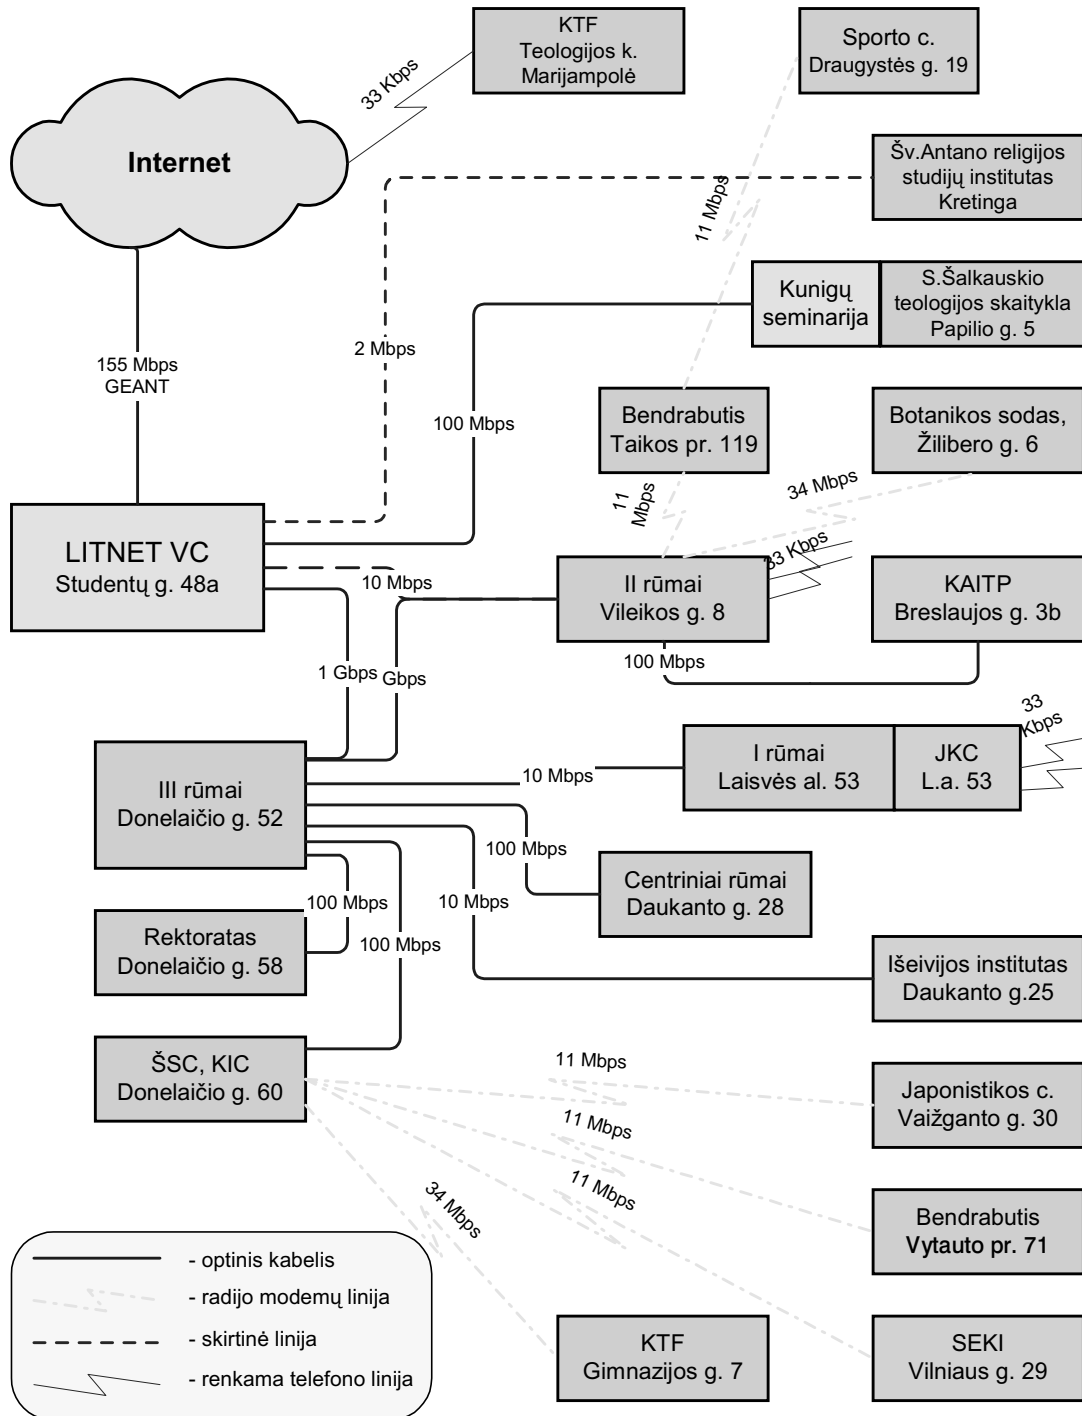 KTF
Teologijos k.
Marijampolė
Sporto c.
Draugystės g. 19
33 Kbps
Internet
Šv.Antano religijos
studijų institutas
Kretinga
11 Mbps
Kunigų
seminarija
S.Šalkauskio
teologijos skaitykla
Papilio g. 5
155 Mbps
GEANT
2 Mbps
100 Mbps
Bendrabutis
Taikos pr. 119
Botanikos sodas,
Žilibero g. 6
11
Mbps
34 Mbps
LITNET VC
Studentų g. 48a
10 Mbps
33 Kbps
II rūmai
Vileikos g. 8
KAITP
Breslaujos g. 3b
100 Mbps
1 Gbps
Gbps
33
Kbps
III rūmai
Donelaičio g. 52
10 Mbps
I rūmai
Laisvės al. 53
JKC
L.a. 53
100 Mbps
Centriniai rūmai
Daukanto g. 28
100 Mbps
10 Mbps
Rektoratas
Donelaičio g. 58
100 Mbps
Išeivijos institutas
Daukanto g.25
ŠSC, KIC
Donelaičio g. 60
11 Mbps
Japonistikos c.
Vaižganto g. 30
11 Mbps
11 Mbps
34 Mbps
Bendrabutis
Vytauto pr. 71
- optinis kabelis
- radijo modemų linija
- skirtinė linija
- renkama telefono linija
KTF
Gimnazijos g. 7
SEKI
Vilniaus g. 29